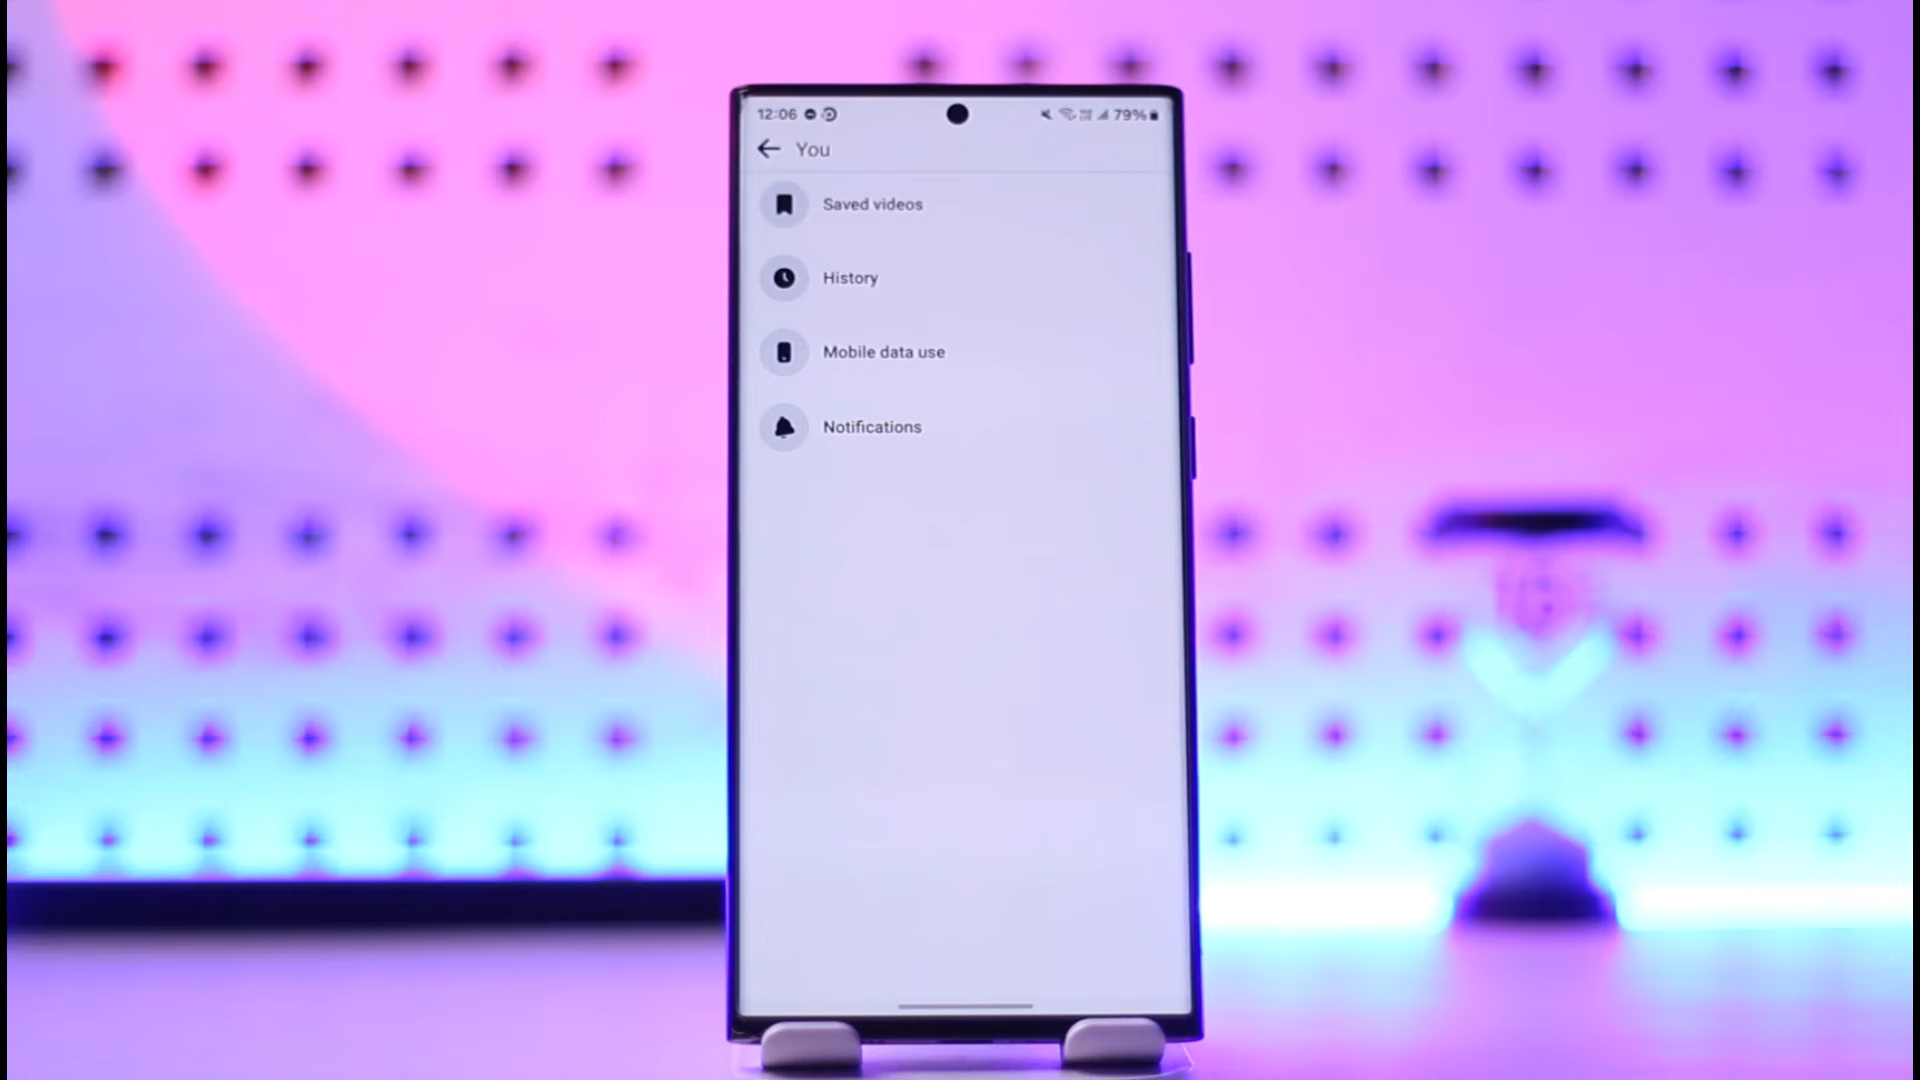 12:06 79%
You
Saved videos
History
Mobile data use
Notifications